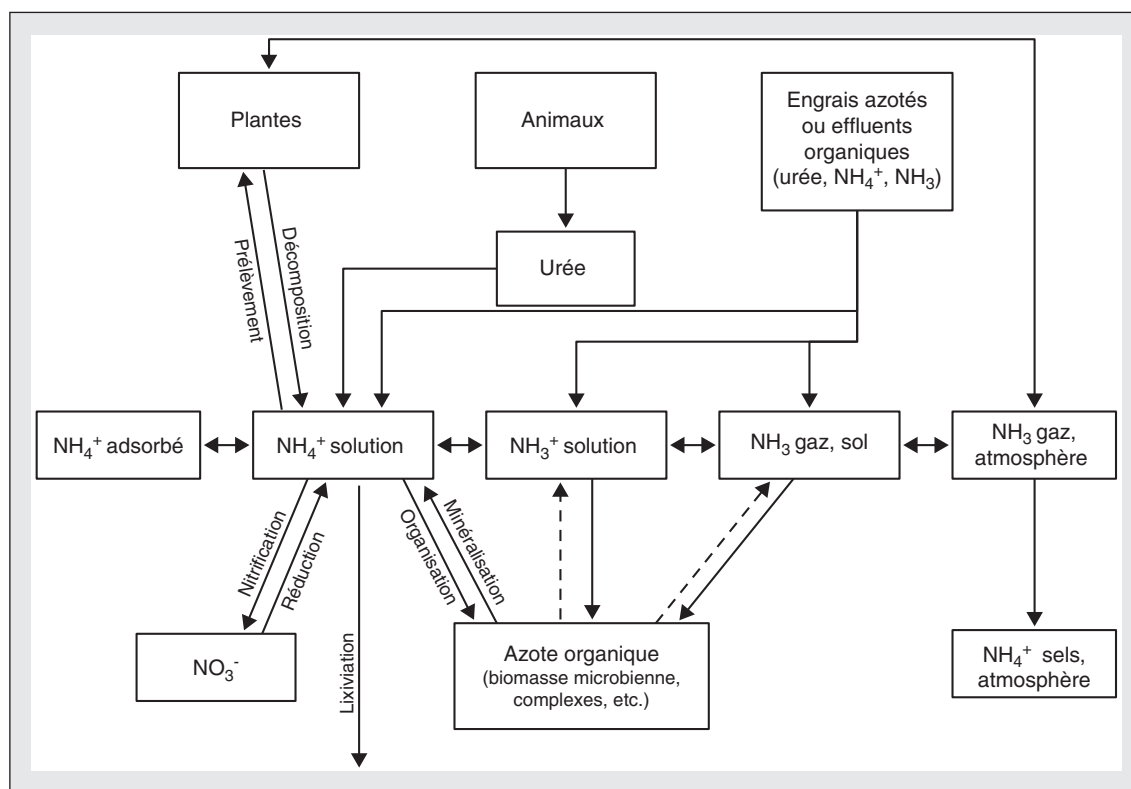 Plantes
Animaux
Engrais azotés
ou effluents
organiques
(urée, NH₄⁺, NH₃)
Urée
Prélèvement
Décomposition
NH₄⁺ adsorbé
NH₄⁺ solution
NH₃⁺ solution
NH₃ gaz, sol
NH₃ gaz,
atmosphère
Nitrification
Réduction
Organisation
Minéralisation
Lixiviation
NO₃⁻
Azote organique
(biomasse microbienne,
complexes, etc.)
NH₄⁺ sels,
atmosphère